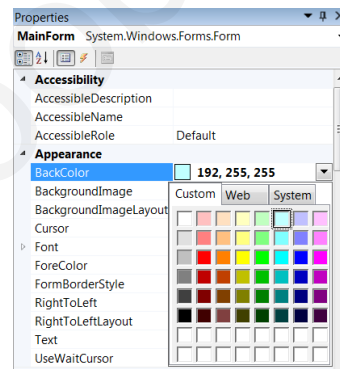 Properties
MainForm System.Windows.Forms.Form
Accessibility
AccessibleDescription
AccessibleName
AccessibleRole Default
Appearance
BackColor 192, 255, 255
BackgroundImage Custom Web System
BackgroundImageLayout
Cursor
Font
ForeColor
FormBorderStyle
RightToLeft
RightToLeftLayout
Text
UseWaitCursor